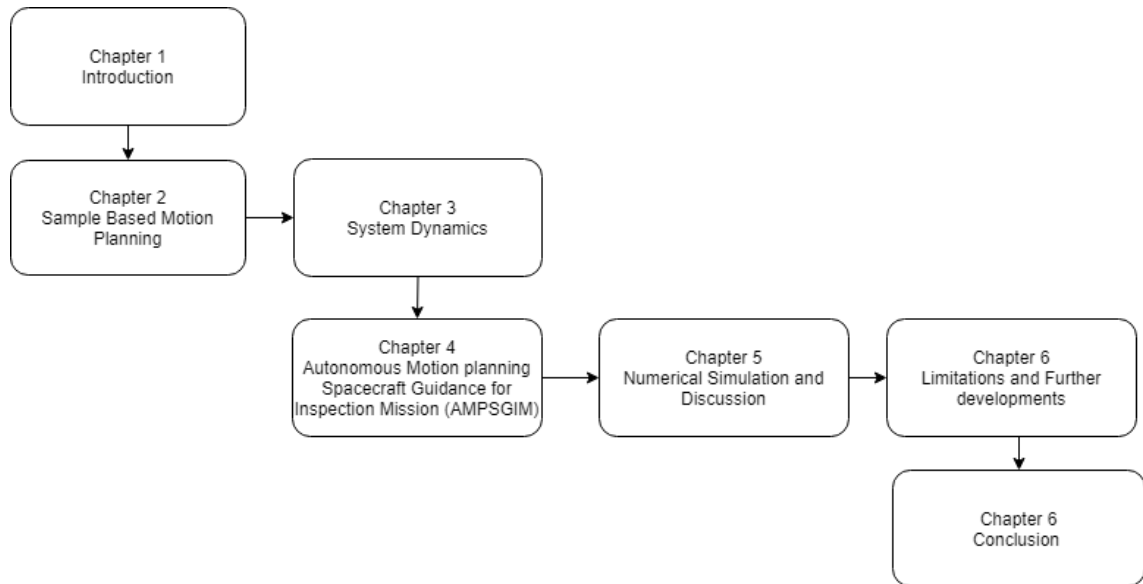 Chapter 1
Introduction
Chapter 2
Sample Based Motion
Planning
Chapter 3
System Dynamics
Chapter 4
Autonomous Motion planning
Spacecraft Guidance for
Inspection Mission (AMPSGIM)
Chapter 5
Numerical Simulation and
Discussion
Chapter 6
Limitations and Further
developments
Chapter 6
Conclusion